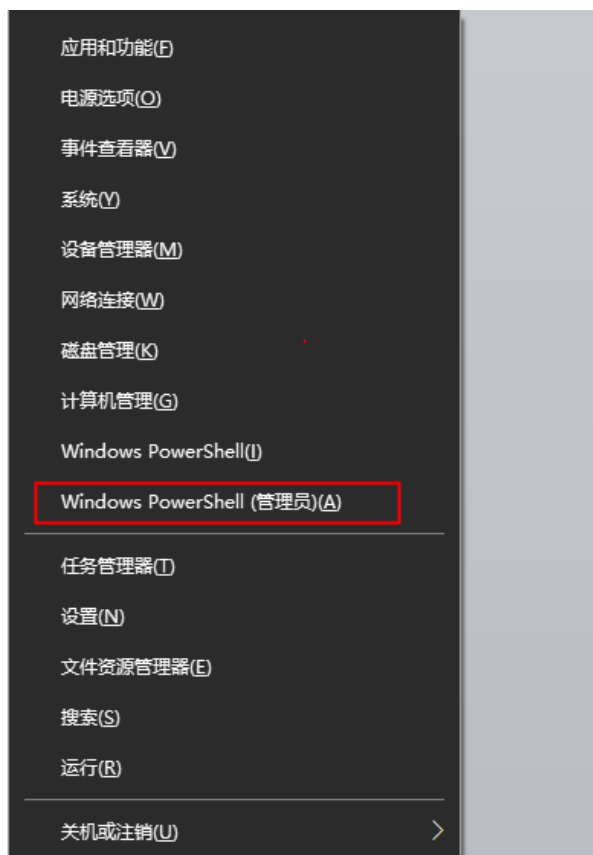 应用和功能(F)
电源选项(O)
事件查看器(V)
系统(Y)
设备管理器(M)
网络连接(W)
磁盘管理(K)
计算机管理(G)
Windows PowerShell(I)
Windows PowerShell (管理员)(A)
任务管理器(T)
设置(N)
文件资源管理器(E)
搜索(S)
运行(R)
关机或注销(U)